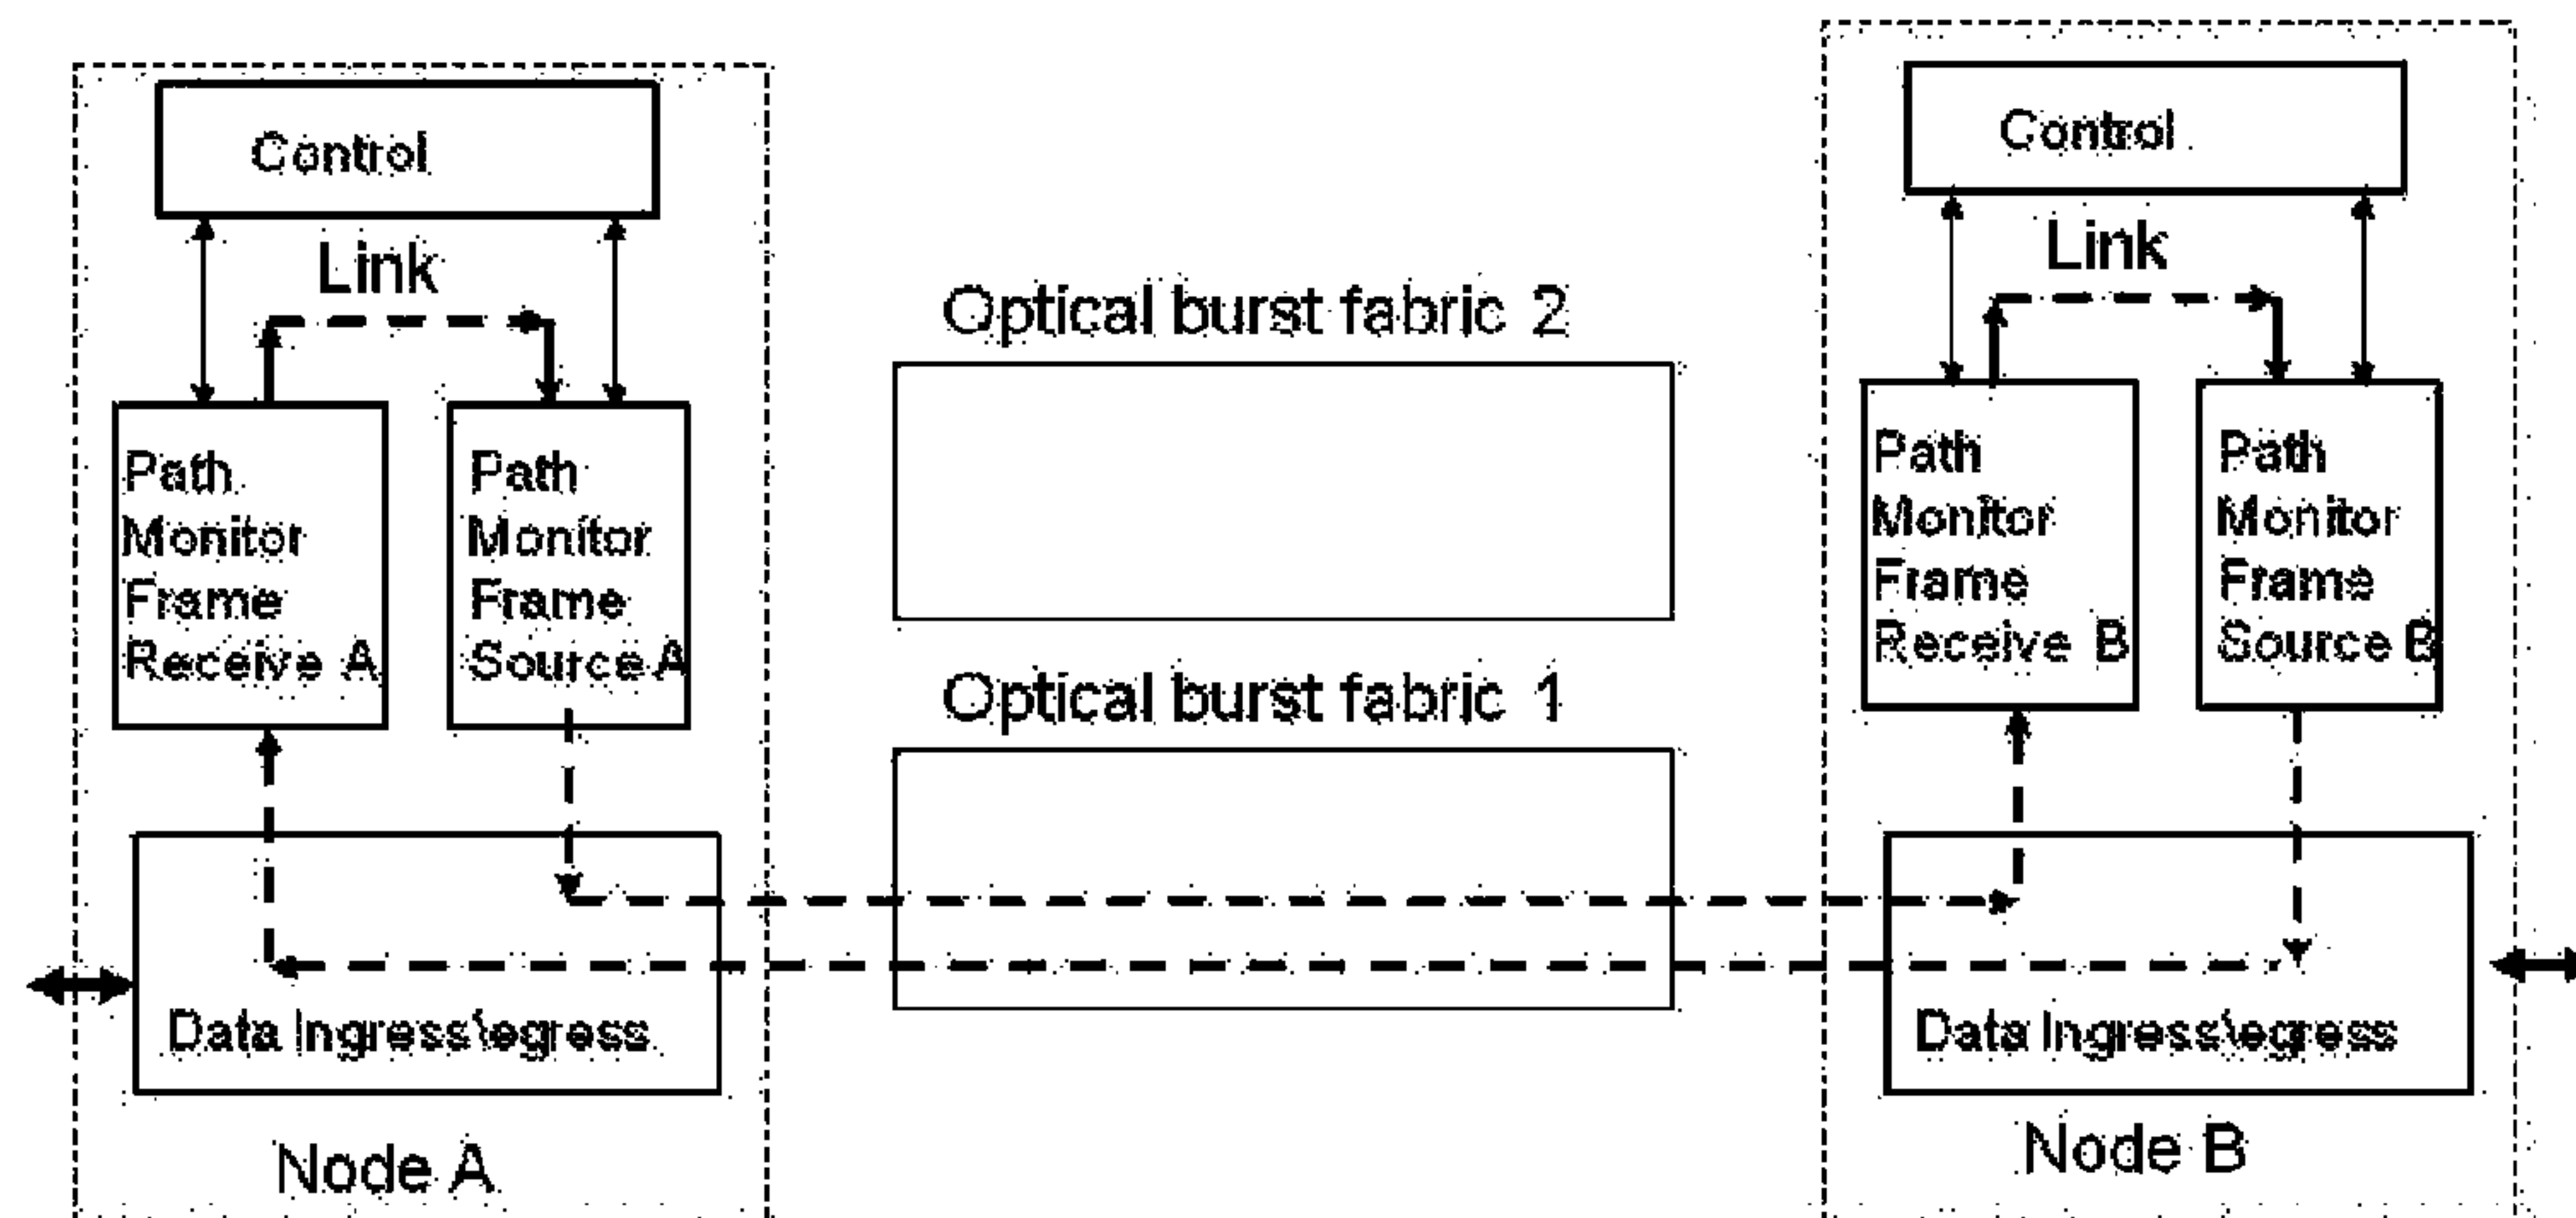 Control
Link
Path
Monitor
Frame
Receive A
Path
Monitor
Frame
Source A
Data Ingress\egress
Node A
Optical burst fabric 2
Optical burst fabric 1
Control
Link
Path
Monitor
Frame
Receive B
Path
Monitor
Frame
Source B
Data Ingress\egress
Node B